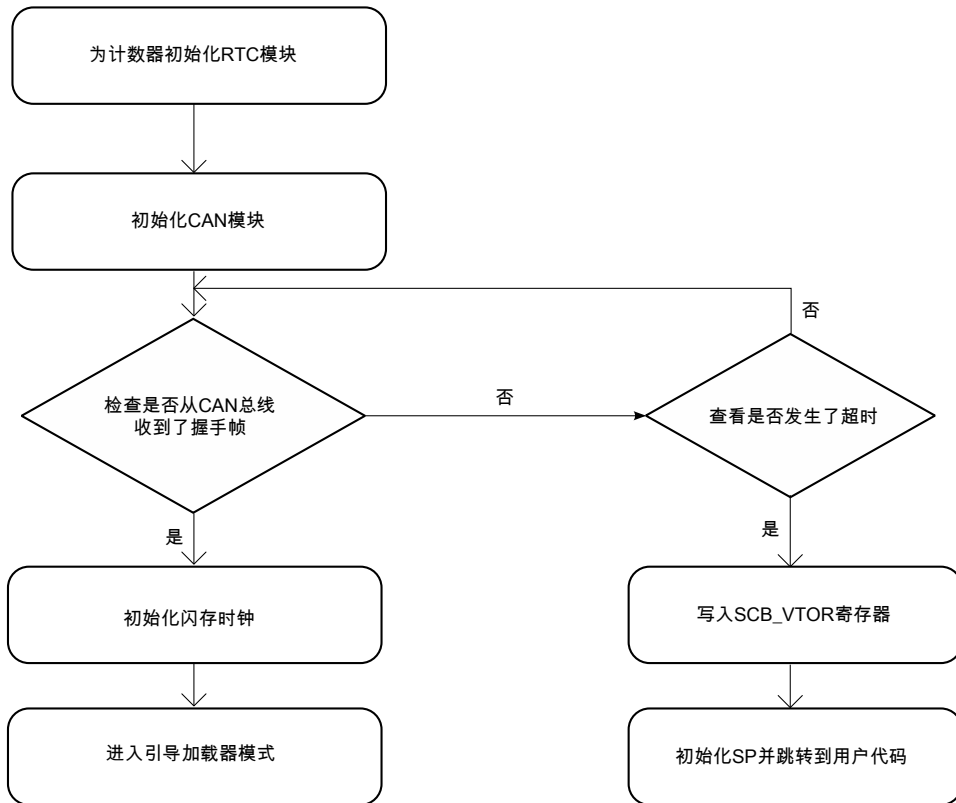 为计数器初始化RTC模块
初始化CAN模块
否
否
检查是否从CAN总线
收到了握手帧
查看是否发生了超时
是
是
初始化闪存时钟
写入SCB_VTOR寄存器
进入引导加载器模式
初始化SP并跳转到用户代码